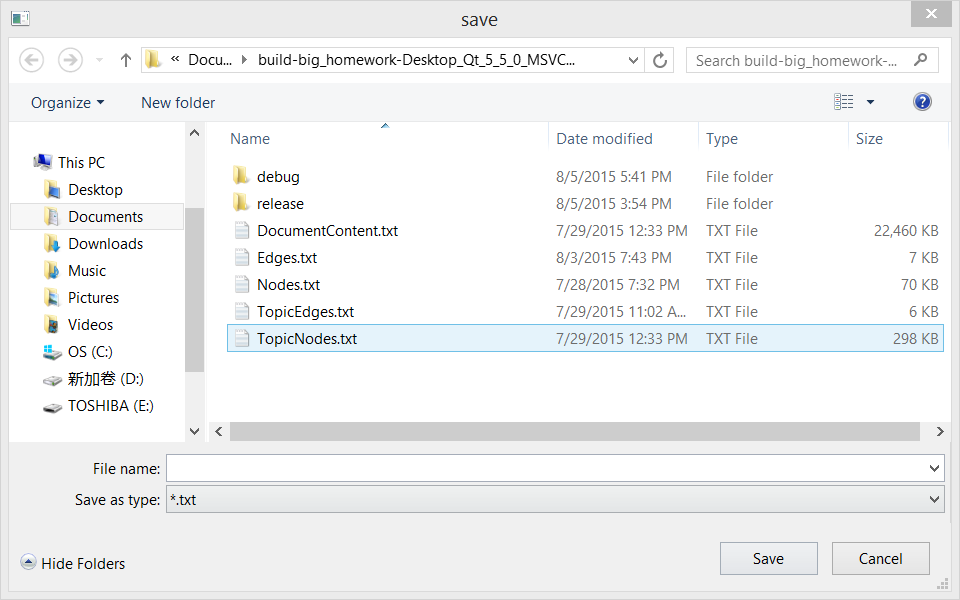 save
« Docu... build-big_homework-Desktop_Qt_5_5_0_MSVC... Search build-big_homework-...
Organize New folder ?
Name Date modified Type Size
This PC
Desktop
Documents
Downloads
Music
Pictures
Videos
OS (C:)
新加卷 (D:)
TOSHIBA (E:)
debug 8/5/2015 5:41 PM File folder
release 8/5/2015 3:54 PM File folder
DocumentContent.txt 7/29/2015 12:33 PM TXT File 22,460 KB
Edges.txt 8/3/2015 7:43 PM TXT File 7 KB
Nodes.txt 7/28/2015 7:32 PM TXT File 70 KB
TopicEdges.txt 7/29/2015 11:02 A... TXT File 6 KB
TopicNodes.txt 7/29/2015 12:33 PM TXT File 298 KB
File name:
Save as type: *.txt
Hide Folders Save Cancel